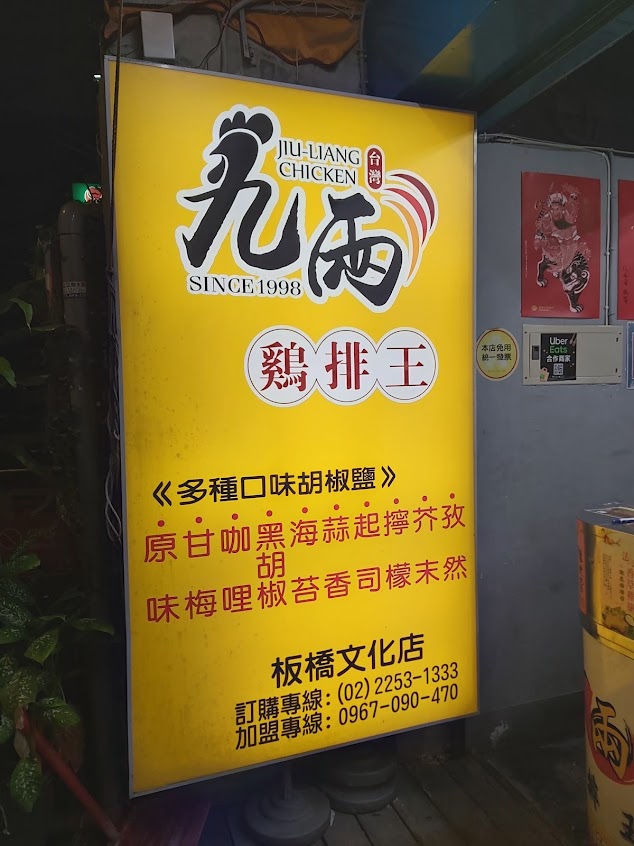 九兩
JIU-LIANG
CHICKEN
台灣
SINCE1998
鷄排王
《多種口味胡椒鹽》
原味
甘梅
咖哩
黑胡椒
海苔
蒜香
起司
檸檬
芥末
孜然
板橋文化店
訂購專線:(02)2253-1333
加盟專線:0967-090-470
本店免用
統一發票
Uber
Eats
合作商家